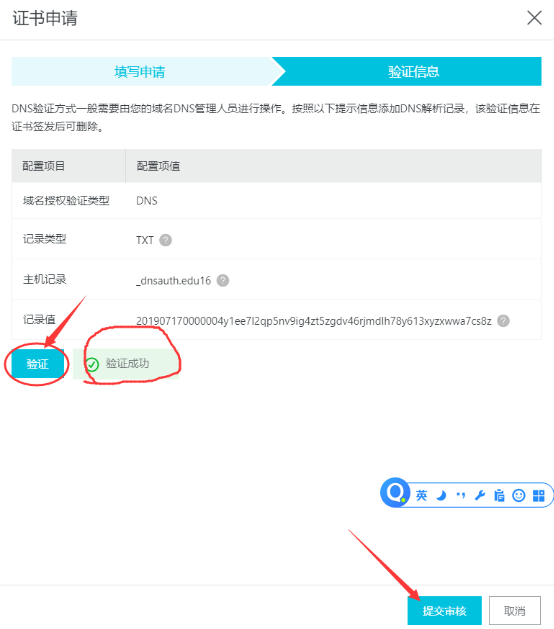 证书申请
填写申请
验证信息
DNS验证方式一般需要由您的域名DNS管理人员进行操作。按照以下提示信息添加DNS解析记录，该验证信息在
证书签发后可删除。
配置项目 配置项值
域名授权验证类型 DNS
记录类型 TXT ?
主机记录 _dnsauth.edu16 ?
记录值 201907170000004y1ee7l2qp5nv9ig4zt5zgdv46rjmdlh78y613xyzxwwa7cs8z ?
验证 验证成功
英
提交审核 取消